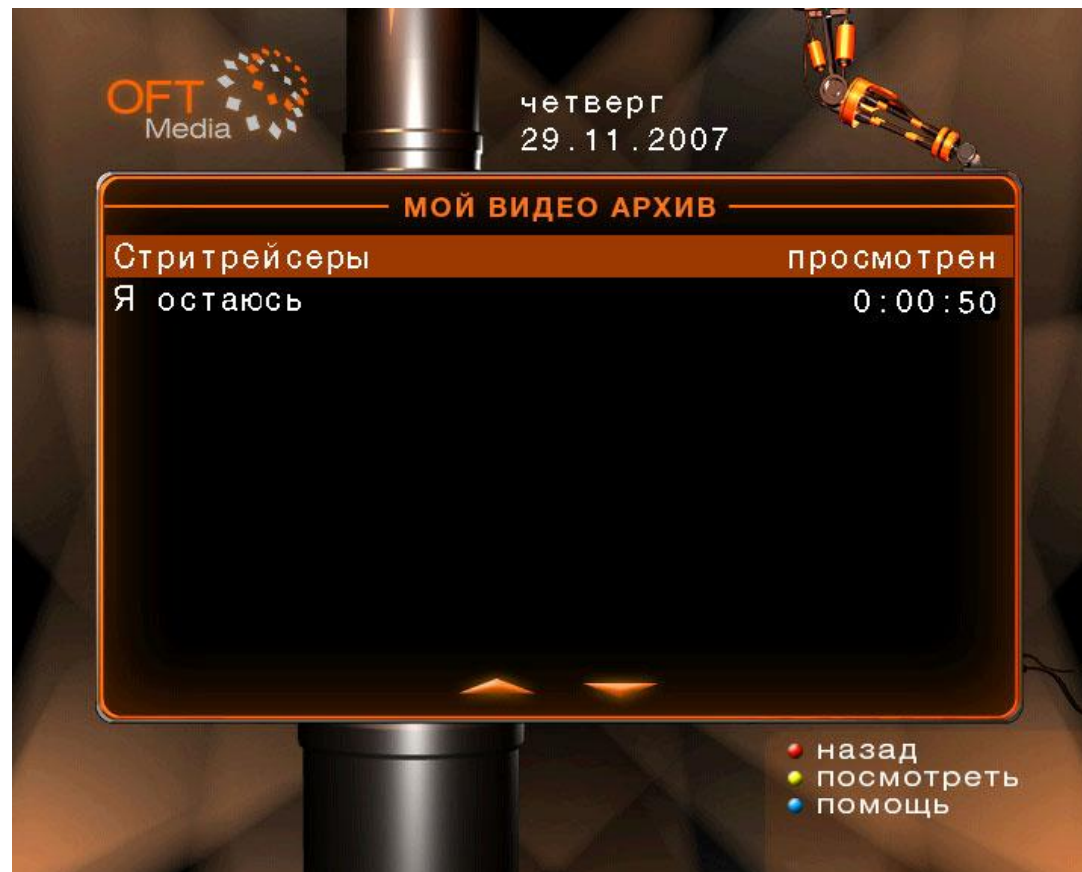 OFT
Media
четверг
29.11.2007
МОЙ ВИДЕО АРХИВ
Стритрейсеры просмотрен
Я остаюсь 0:00:50
назад
посмотреть
помощь